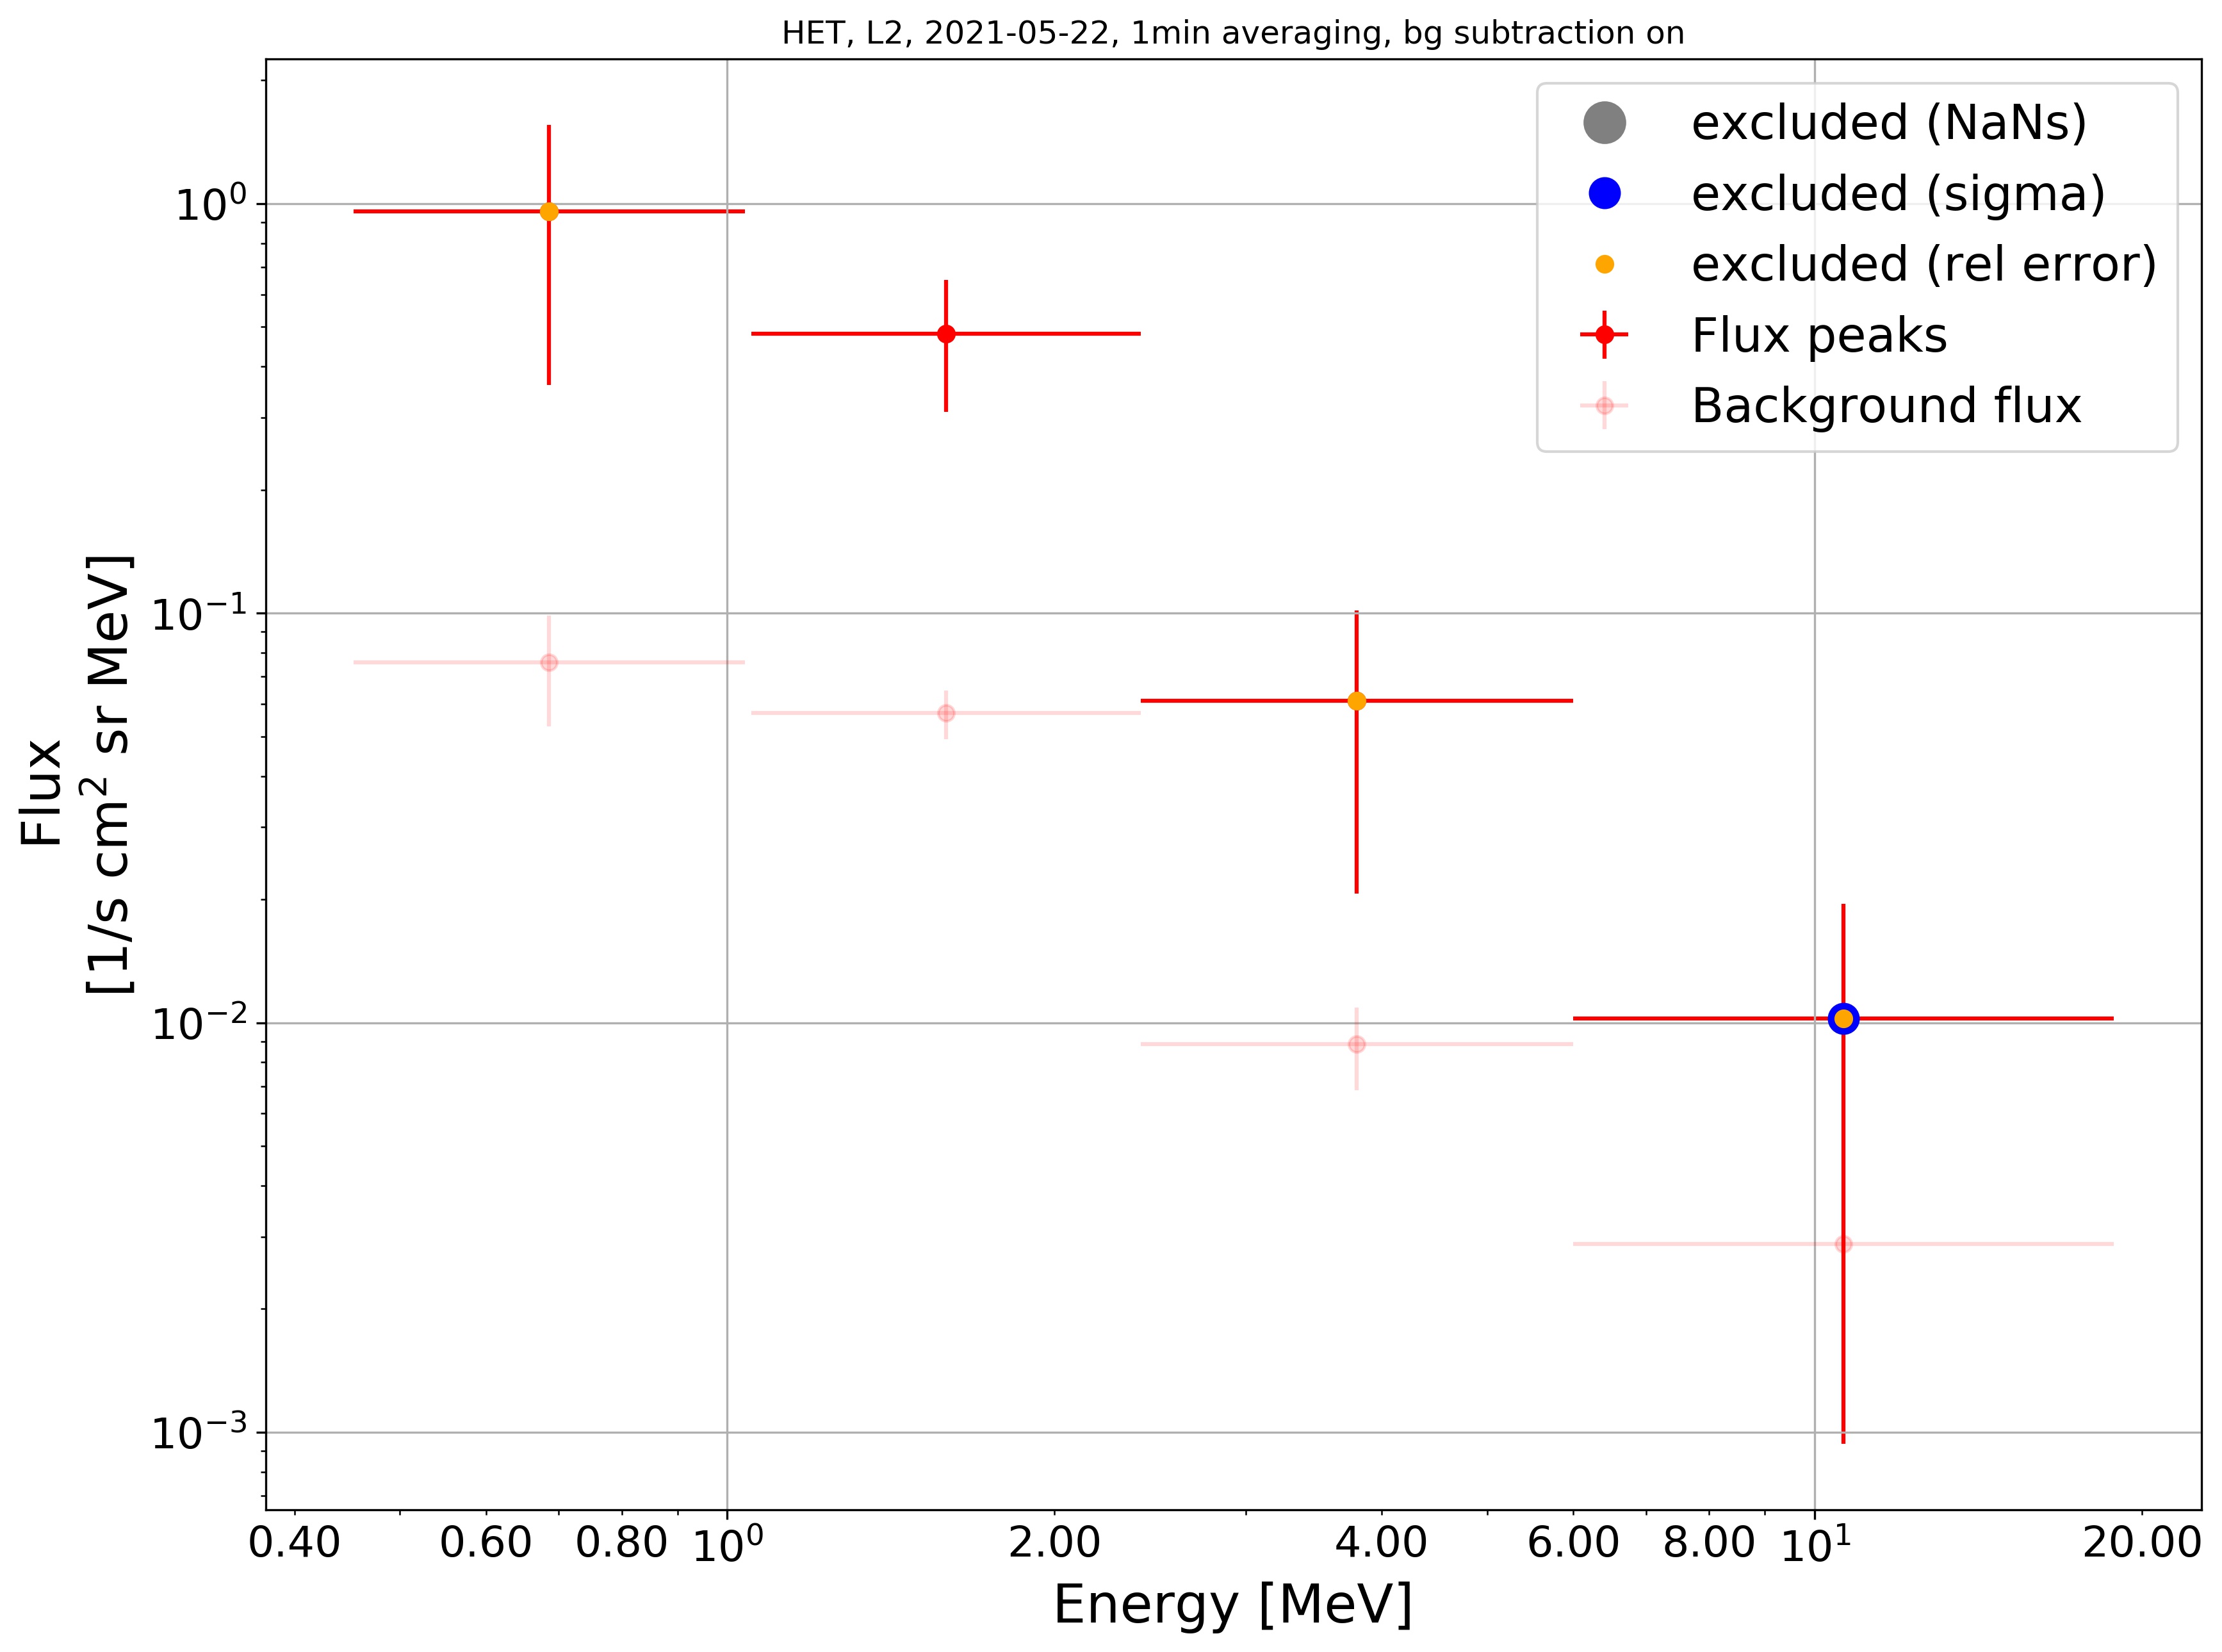 HET, L2, 2021-05-22, 1min averaging, bg subtraction on
excluded (NaNs)
excluded (sigma)
excluded (rel error)
Flux peaks
Background flux
10⁰
10⁻¹
10⁻²
10⁻³
Flux
[1/s cm² sr MeV]
0.40 0.60 0.80 10⁰ 2.00 4.00 6.00 8.00 10¹ 20.00
Energy [MeV]